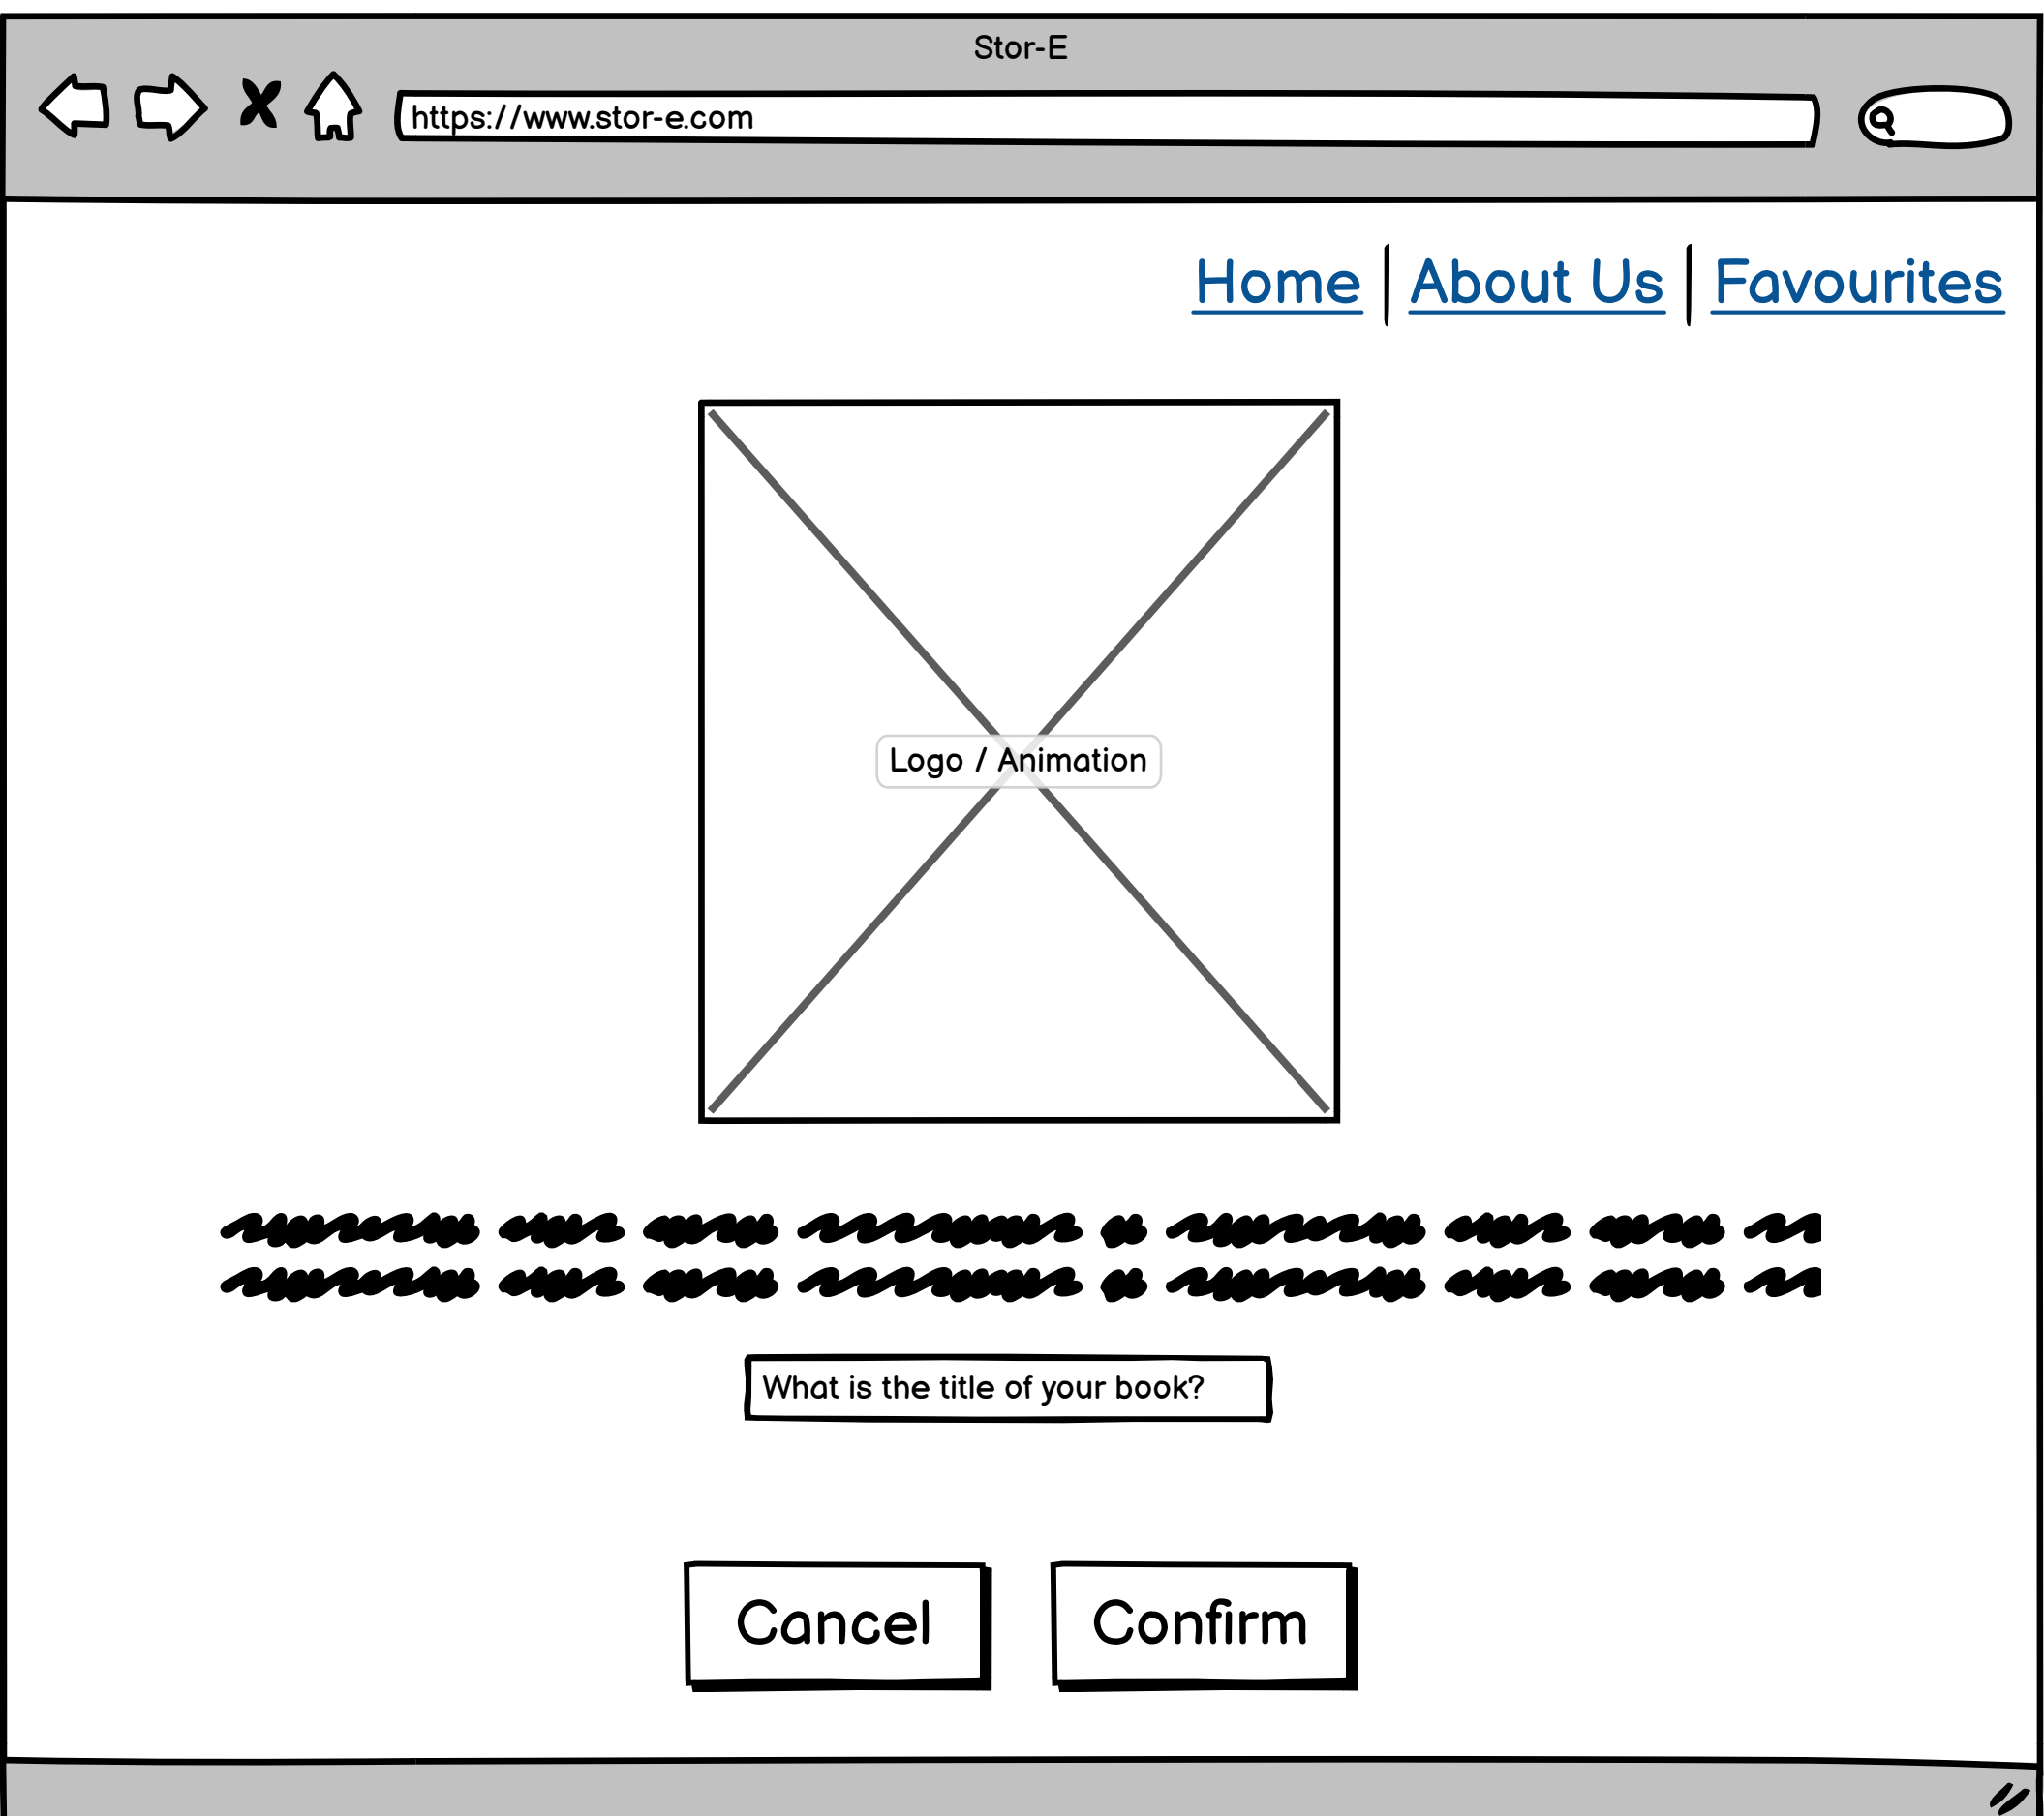 Stor-E
https://www.stor-e.com
Home | About Us | Favourites
Logo / Animation
What is the title of your book?
Cancel
Confirm